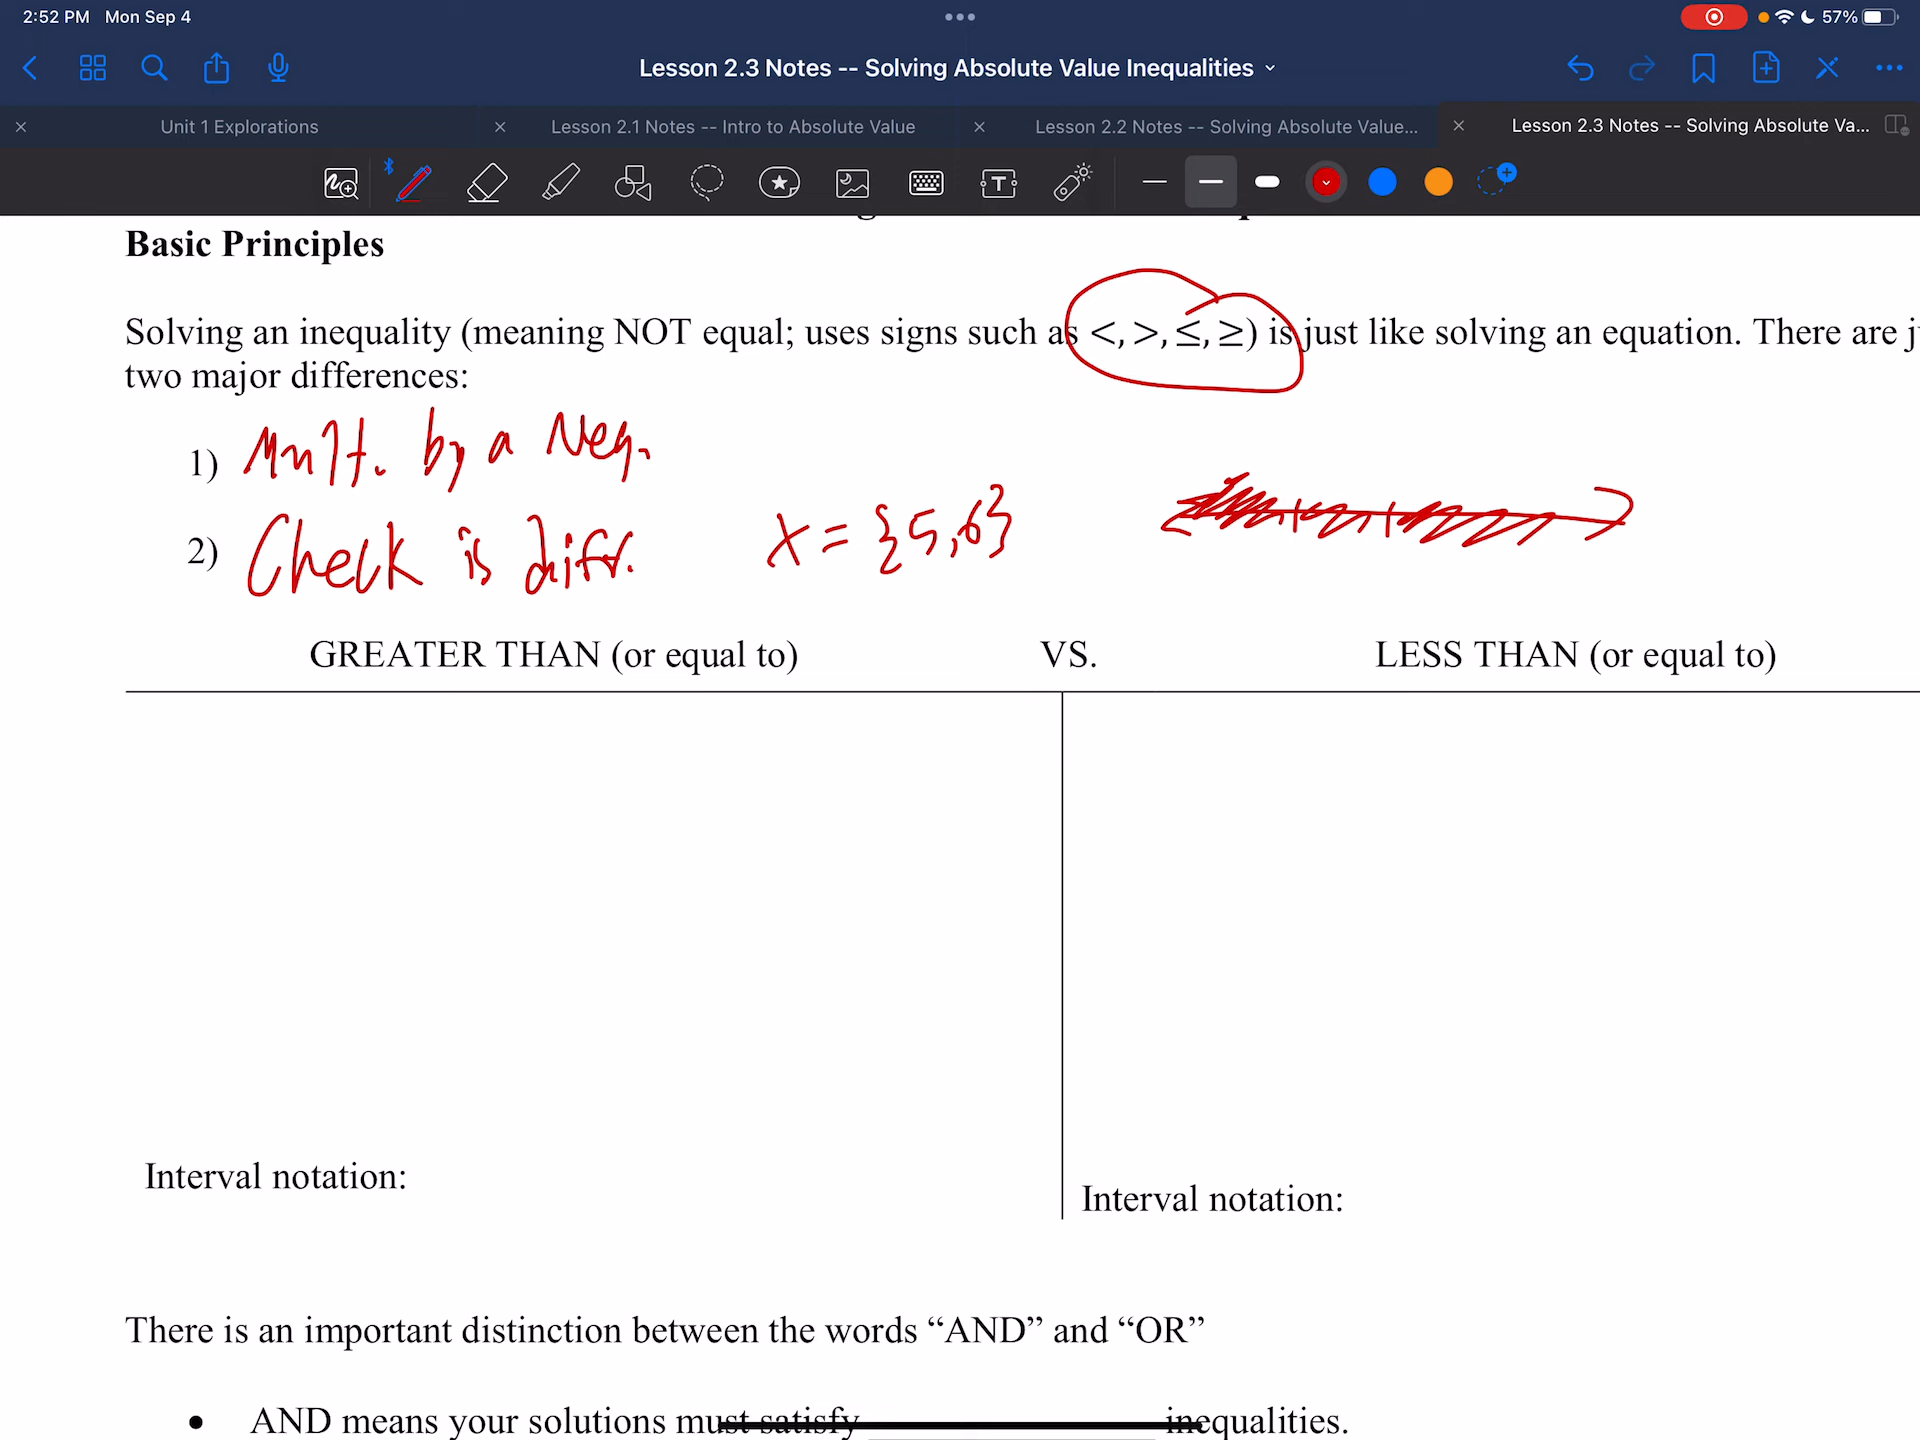 2:52 PM Mon Sep 4
57%
Lesson 2.3 Notes -- Solving Absolute Value Inequalities
Unit 1 Explorations
Lesson 2.1 Notes -- Intro to Absolute Value
Lesson 2.2 Notes -- Solving Absolute Value...
Lesson 2.3 Notes -- Solving Absolute Va...
Basic Principles
Solving an inequality (meaning NOT equal; uses signs such as <, >, ≤, ≥) is just like solving an equation. There are j
two major differences:
1) Mult. by a Neg.
2) Check is diff. x = {5,6}
GREATER THAN (or equal to) VS. LESS THAN (or equal to)
Interval notation:
Interval notation:
There is an important distinction between the words “AND” and “OR”
• AND means your solutions must satisfy __________ inequalities.